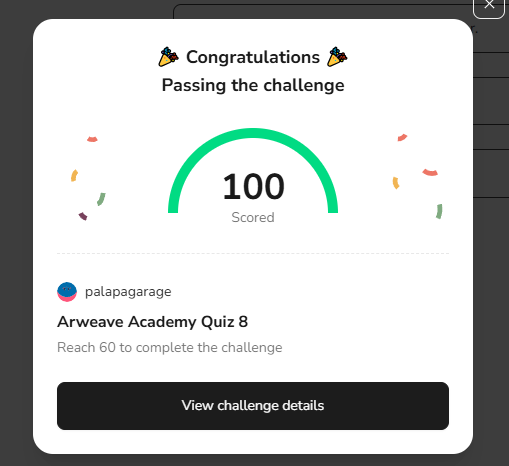 Congratulations
Passing the challenge
100
Scored
palapagarage
Arweave Academy Quiz 8
Reach 60 to complete the challenge
View challenge details